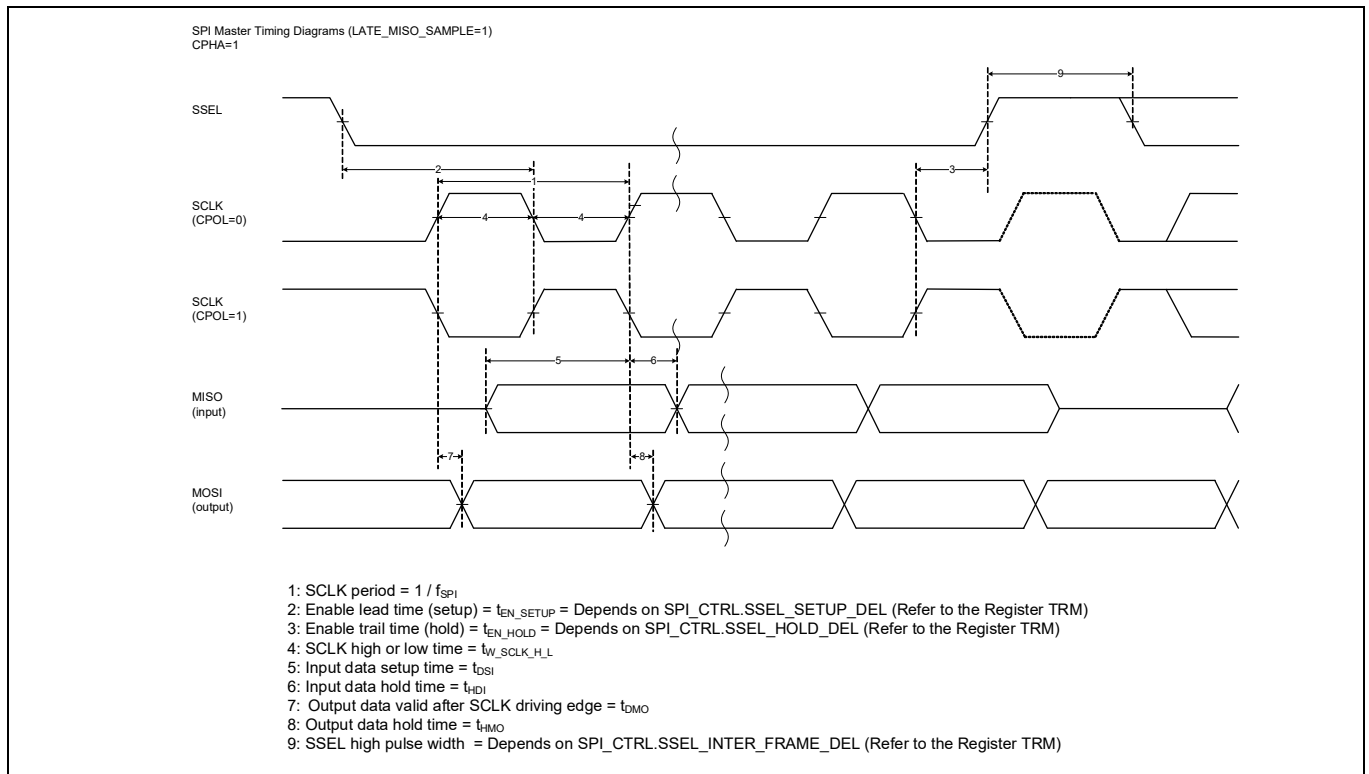 SPI Master Timing Diagrams (LATE_MISO_SAMPLE=1)
CPHA=1
9
SSEL
2
3
1
SCLK
(CPOL=0)
4
4
SCLK
(CPOL=1)
5
6
MISO
(input)
7
8
MOSI
(output)
1: SCLK period = 1 / fSPI
2: Enable lead time (setup) = tEN_SETUP = Depends on SPI_CTRL.SSEL_SETUP_DEL (Refer to the Register TRM)
3: Enable trail time (hold) = tEN_HOLD = Depends on SPI_CTRL.SSEL_HOLD_DEL (Refer to the Register TRM)
4: SCLK high or low time = tW_SCLK_H_L
5: Input data setup time = tDSI
6: Input data hold time = tHDI
7: Output data valid after SCLK driving edge = tDMO
8: Output data hold time = tHMO
9: SSEL high pulse width = Depends on SPI_CTRL.SSEL_INTER_FRAME_DEL (Refer to the Register TRM)